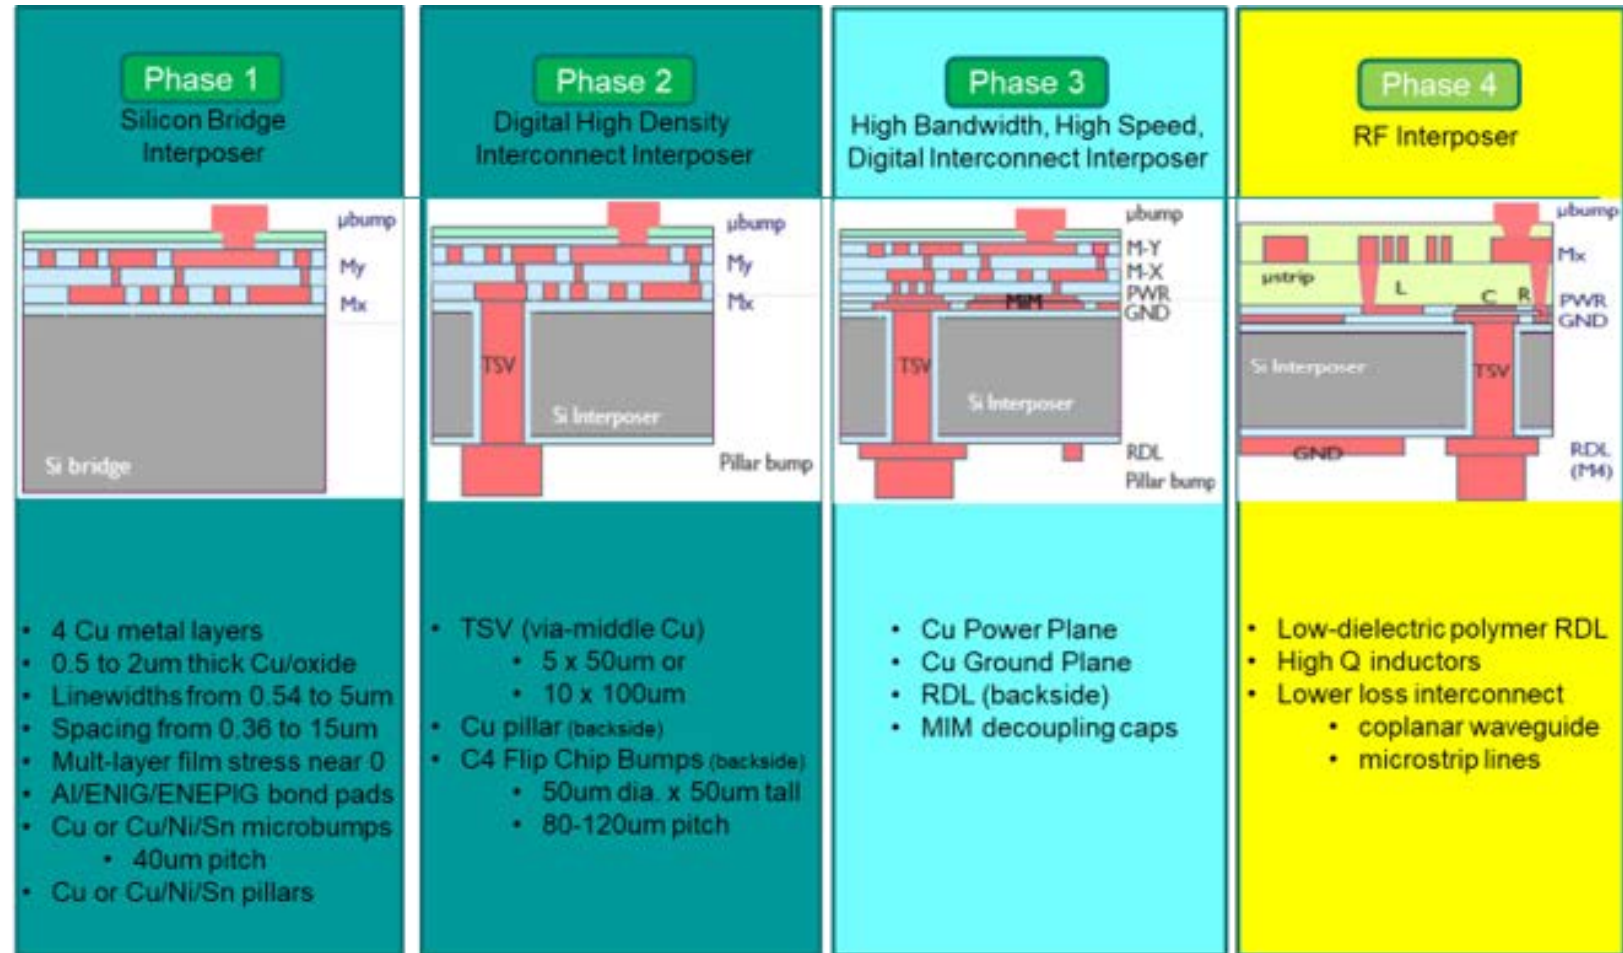 Phase 1
Silicon Bridge
Interposer
µbump
My
Mx
Si bridge
• 4 Cu metal layers
• 0.5 to 2um thick Cu/oxide
• Linewidths from 0.54 to 5um
• Spacing from 0.36 to 15um
• Mult-layer film stress near 0
• Al/ENIG/ENEPIG bond pads
• Cu or Cu/Ni/Sn microbumps
• 40um pitch
• Cu or Cu/Ni/Sn pillars
Phase 2
Digital High Density
Interconnect Interposer
µbump
My
Mx
TSV
Si Interposer
Pillar bump
• TSV (via-middle Cu)
• 5 x 50um or
• 10 x 100um
• Cu pillar (backside)
• C4 Flip Chip Bumps (backside)
• 50um dia. x 50um tall
• 80-120um pitch
Phase 3
High Bandwidth, High Speed,
Digital Interconnect Interposer
µbump
M-Y
M-X
PWR
MiM
GND
TSV
Si Interposer
RDL
Pillar bump
• Cu Power Plane
• Cu Ground Plane
• RDL (backside)
• MIM decoupling caps
Phase 4
RF Interposer
µbump
Mx
µstrip
L
C
R
PWR
GND
Si Interposer
TSV
GND
RDL
(M4)
• Low-dielectric polymer RDL
• High Q inductors
• Lower loss interconnect
• coplanar waveguide
• microstrip lines